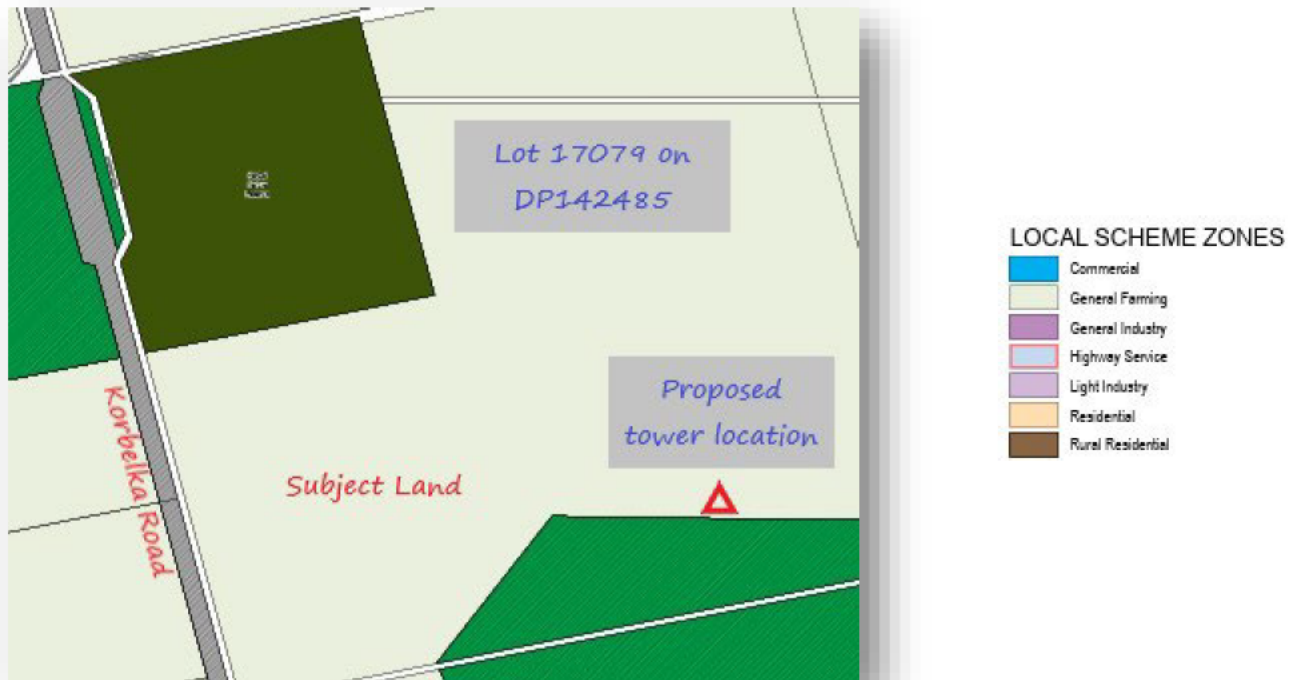 Lot 17079 on
DP142485
Proposed
tower location
Subject Land
Korbelka Road
LOCAL SCHEME ZONES
Commercial
General Farming
General Industry
Highway Service
Light Industry
Residential
Rural Residential